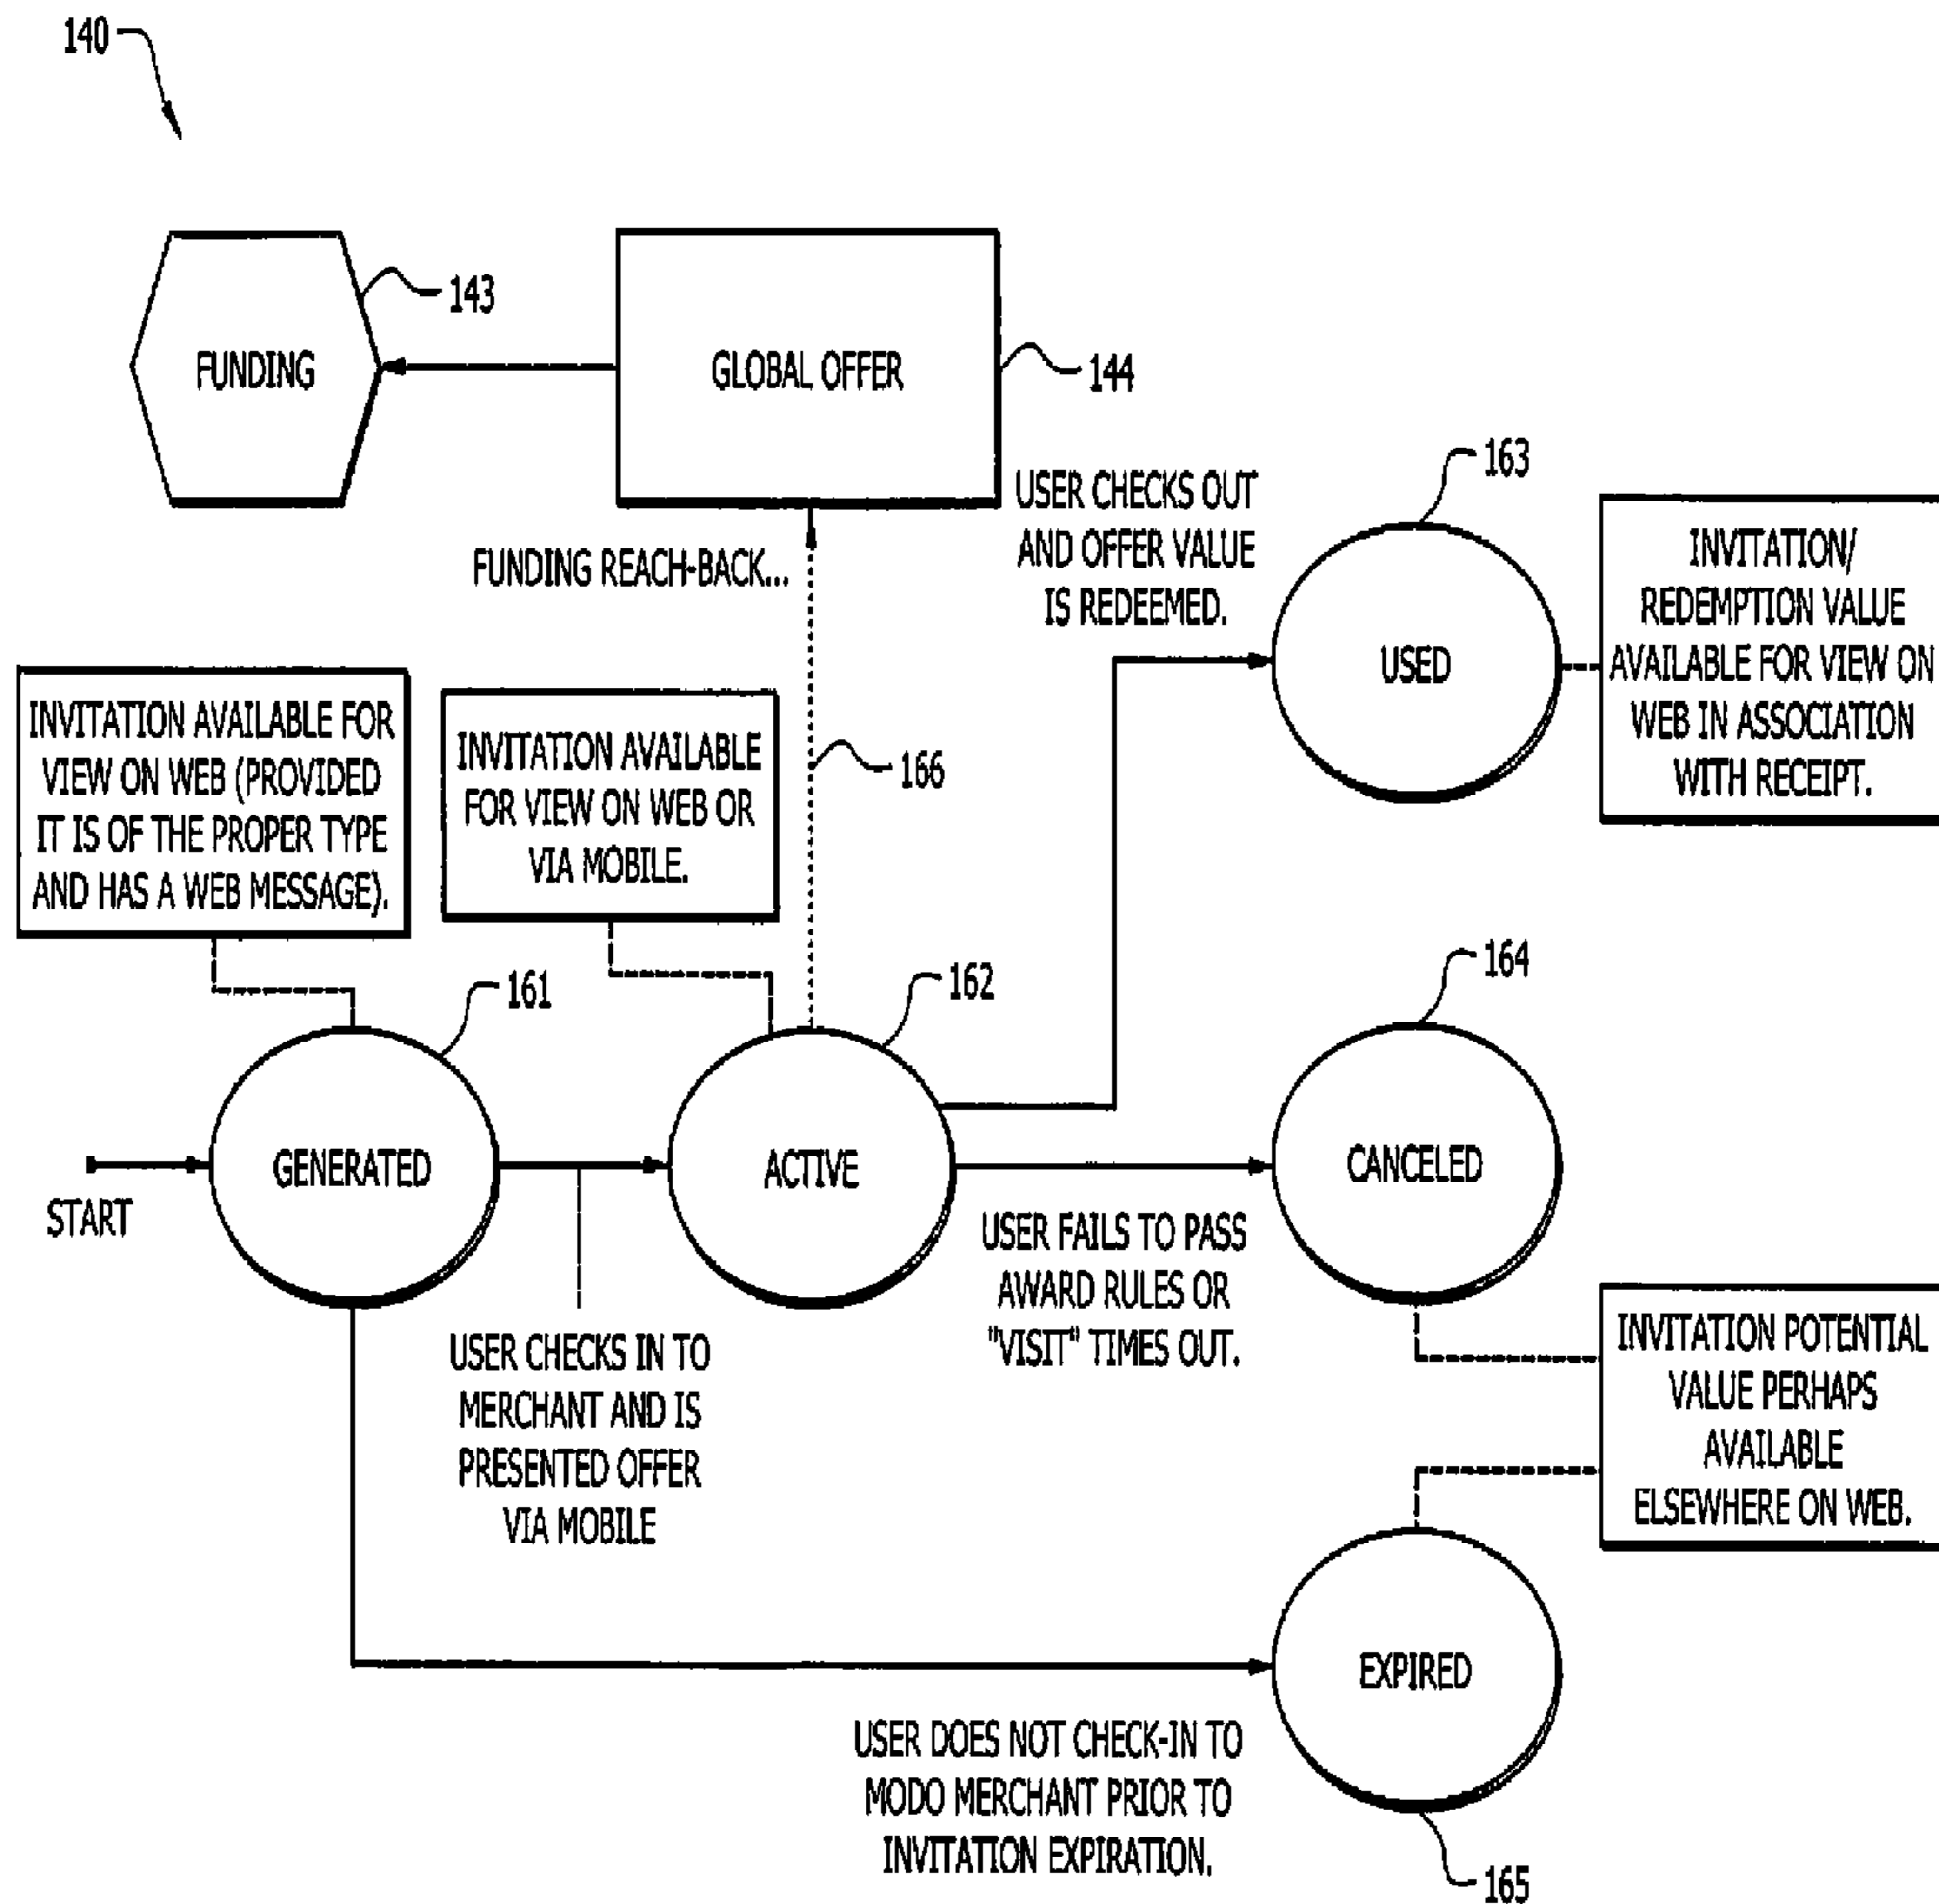 140
FUNDING
143
GLOBAL OFFER
144
FUNDING REACH-BACK...
USER CHECKS OUT
AND OFFER VALUE
IS REDEEMED.
163
USED
INVITATION/
REDEMPTION VALUE
AVAILABLE FOR VIEW ON
WEB IN ASSOCIATION
WITH RECEIPT.
INVITATION AVAILABLE FOR
VIEW ON WEB (PROVIDED
IT IS OF THE PROPER TYPE
AND HAS A WEB MESSAGE).
INVITATION AVAILABLE
FOR VIEW ON WEB OR
VIA MOBILE.
166
161
162
164
START
GENERATED
ACTIVE
CANCELED
USER CHECKS IN TO
MERCHANT AND IS
PRESENTED OFFER
VIA MOBILE
USER FAILS TO PASS
AWARD RULES OR
"VISIT" TIMES OUT.
INVITATION POTENTIAL
VALUE PERHAPS
AVAILABLE
ELSEWHERE ON WEB.
EXPIRED
USER DOES NOT CHECK-IN TO
MODO MERCHANT PRIOR TO
INVITATION EXPIRATION.
165